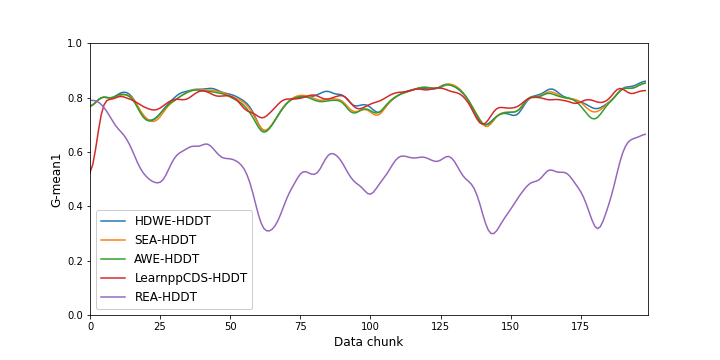 1.0
0.8
0.6
0.4
0.2
0.0
G-mean1
HDWE-HDDT
SEA-HDDT
AWE-HDDT
LearnppCDS-HDDT
REA-HDDT
0 25 50 75 100 125 150 175
Data chunk